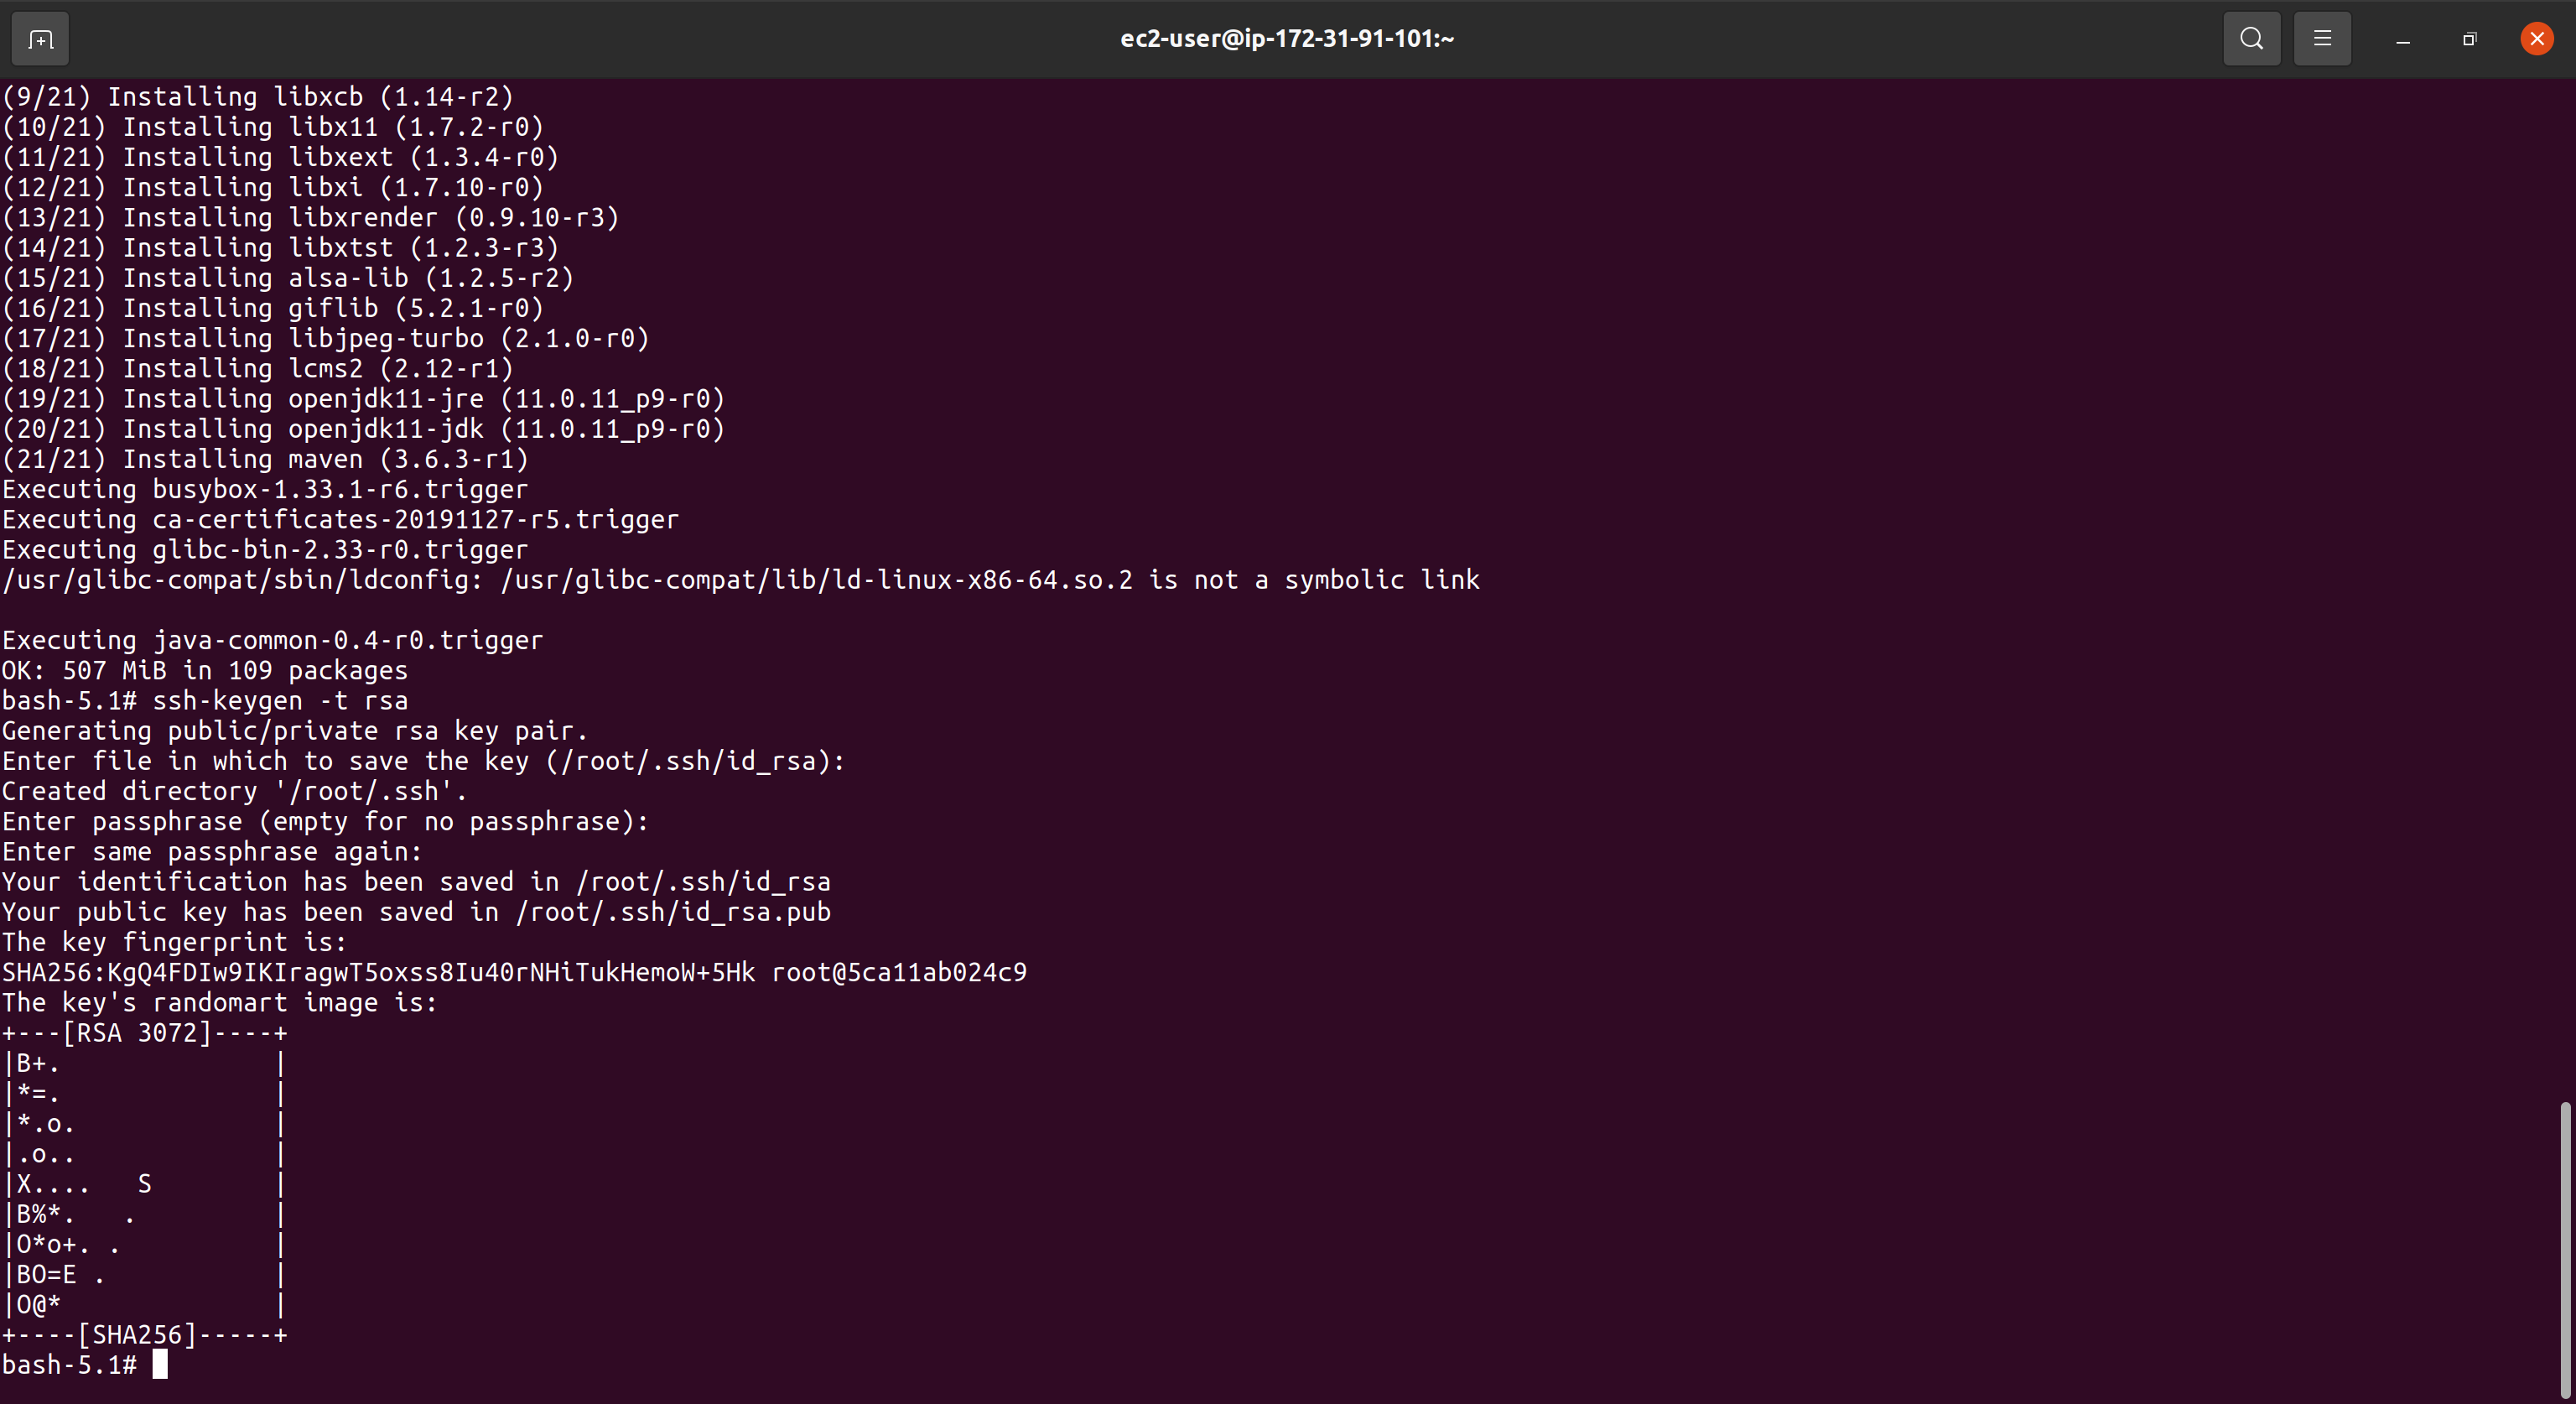 ec2-user@ip-172-31-91-101:~
(9/21) Installing libxcb (1.14-r2)
(10/21) Installing libx11 (1.7.2-r0)
(11/21) Installing libxext (1.3.4-r0)
(12/21) Installing libxi (1.7.10-r0)
(13/21) Installing libxrender (0.9.10-r3)
(14/21) Installing libxtst (1.2.3-r3)
(15/21) Installing alsa-lib (1.2.5-r2)
(16/21) Installing giflib (5.2.1-r0)
(17/21) Installing libjpeg-turbo (2.1.0-r0)
(18/21) Installing lcms2 (2.12-r1)
(19/21) Installing openjdk11-jre (11.0.11_p9-r0)
(20/21) Installing openjdk11-jdk (11.0.11_p9-r0)
(21/21) Installing maven (3.6.3-r1)
Executing busybox-1.33.1-r6.trigger
Executing ca-certificates-20191127-r5.trigger
Executing glibc-bin-2.33-r0.trigger
/usr/glibc-compat/sbin/ldconfig: /usr/glibc-compat/lib/ld-linux-x86-64.so.2 is not a symbolic link
Executing java-common-0.4-r0.trigger
OK: 507 MiB in 109 packages
bash-5.1# ssh-keygen -t rsa
Generating public/private rsa key pair.
Enter file in which to save the key (/root/.ssh/id_rsa):
Created directory '/root/.ssh'.
Enter passphrase (empty for no passphrase):
Enter same passphrase again:
Your identification has been saved in /root/.ssh/id_rsa
Your public key has been saved in /root/.ssh/id_rsa.pub
The key fingerprint is:
SHA256:KgQ4FDIw9IKIragwT5oxss8Iu40rNHiTukHemoW+5Hk root@5ca11ab024c9
The key's randomart image is:
+---[RSA 3072]----+
|B+.              |
|*=.              |
|*.o.             |
|.o..             |
|X....   S        |
|B%*.   .         |
|O*o+. .          |
|BO=E .           |
|O@*              |
+----[SHA256]-----+
bash-5.1#